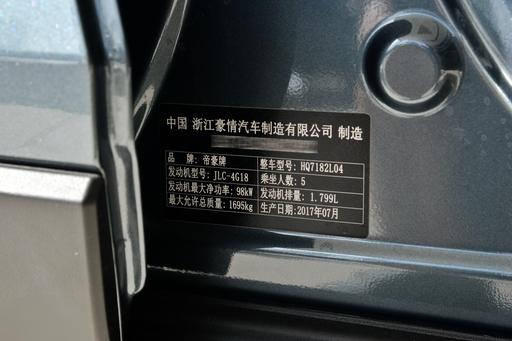 中国 浙江豪情汽车制造有限公司 制造
品 牌: 帝豪牌 整车型号: HQ7182L04
发动机型号: JLC-4G18 乘坐人数: 5
发动机最大净功率: 98kW 发动机排量: 1.799L
最大允许总质量: 1695kg 生产日期: 2017年07月